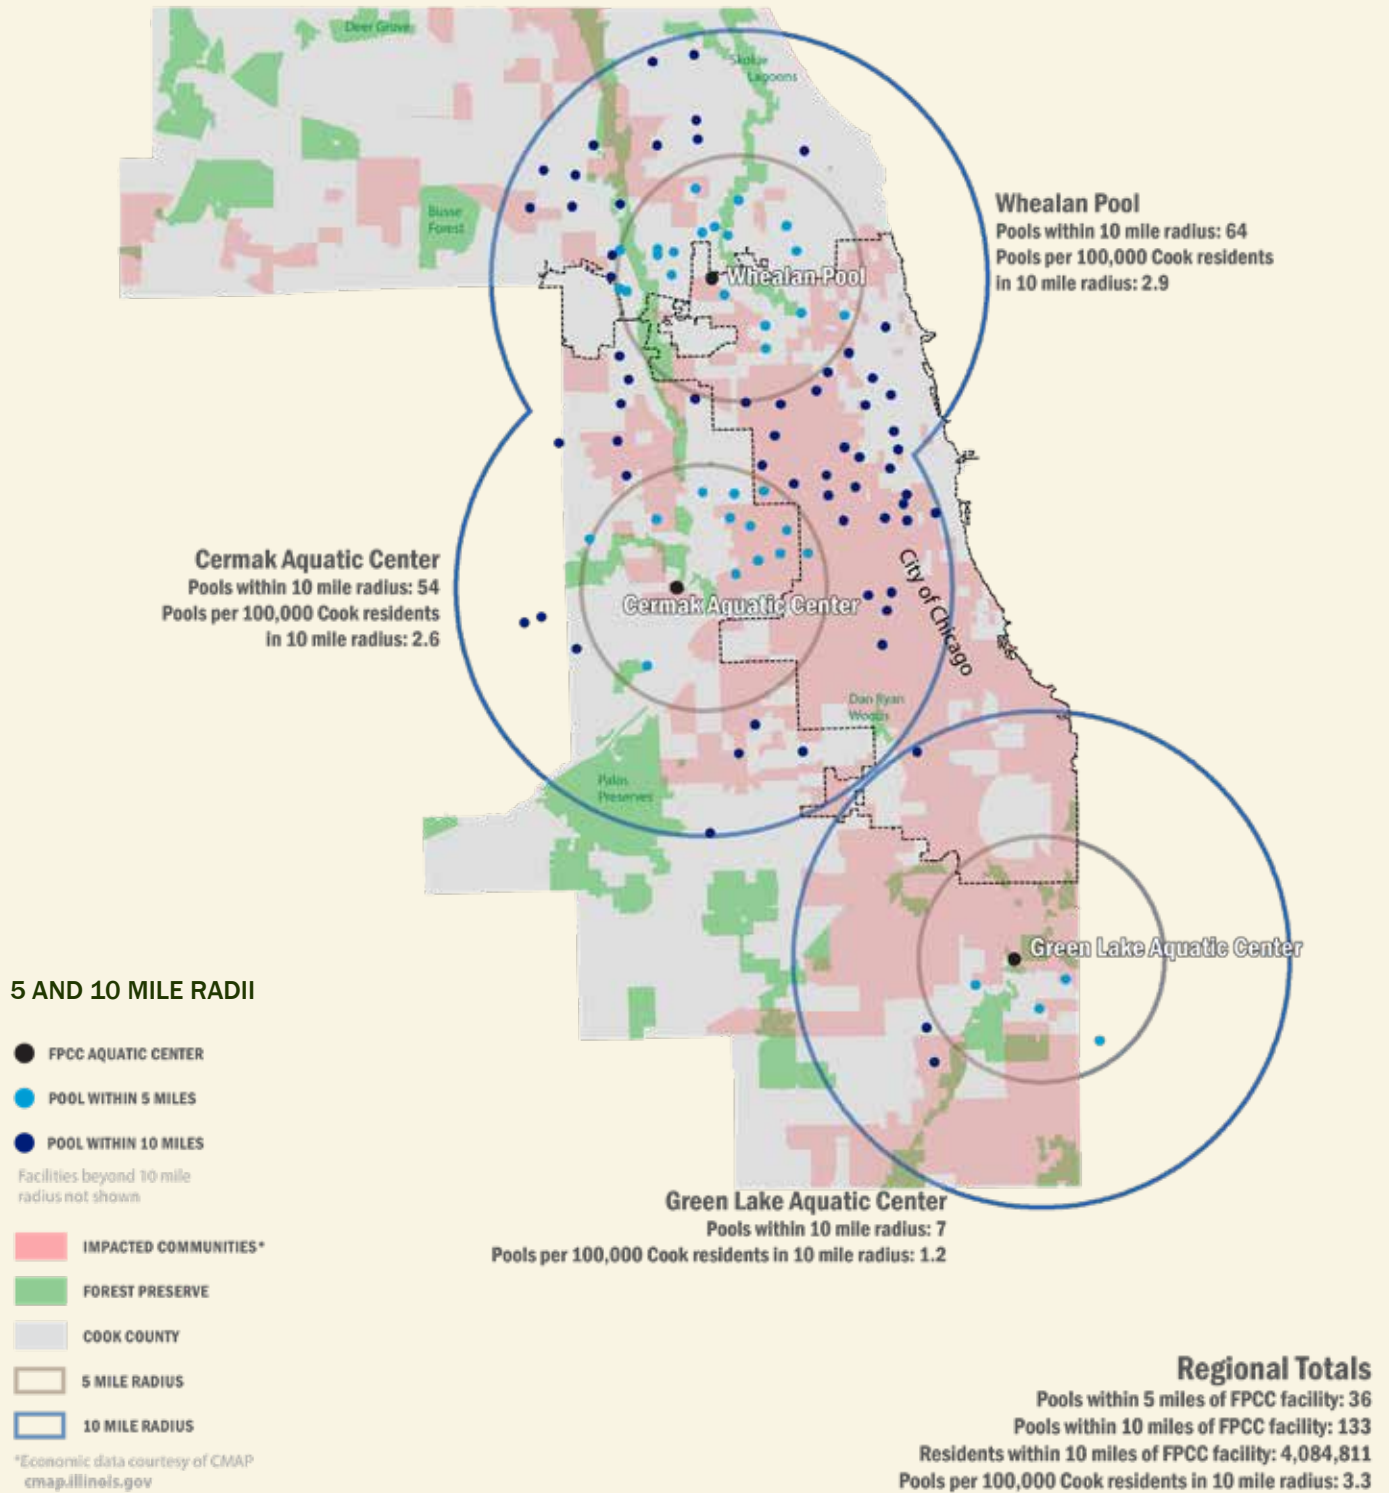 Deer Grove
Skokie
Lagoons
Busse
Forest
Whealan Pool
Whealan Pool
Pools within 10 mile radius: 64
Pools per 100,000 Cook residents
in 10 mile radius: 2.9
Cermak Aquatic Center
Pools within 10 mile radius: 54
Pools per 100,000 Cook residents
in 10 mile radius: 2.6
Cermak Aquatic Center
City of Chicago
Dan Ryan
Woods
Palos
Preserves
Green Lake Aquatic Center
5 AND 10 MILE RADII
FPCC AQUATIC CENTER
POOL WITHIN 5 MILES
POOL WITHIN 10 MILES
Facilities beyond 10 mile
radius not shown
IMPACTED COMMUNITIES*
FOREST PRESERVE
COOK COUNTY
5 MILE RADIUS
10 MILE RADIUS
*Economic data courtesy of CMAP
cmap.illinois.gov
Green Lake Aquatic Center
Pools within 10 mile radius: 7
Pools per 100,000 Cook residents in 10 mile radius: 1.2
Regional Totals
Pools within 5 miles of FPCC facility: 36
Pools within 10 miles of FPCC facility: 133
Residents within 10 miles of FPCC facility: 4,084,811
Pools per 100,000 Cook residents in 10 mile radius: 3.3